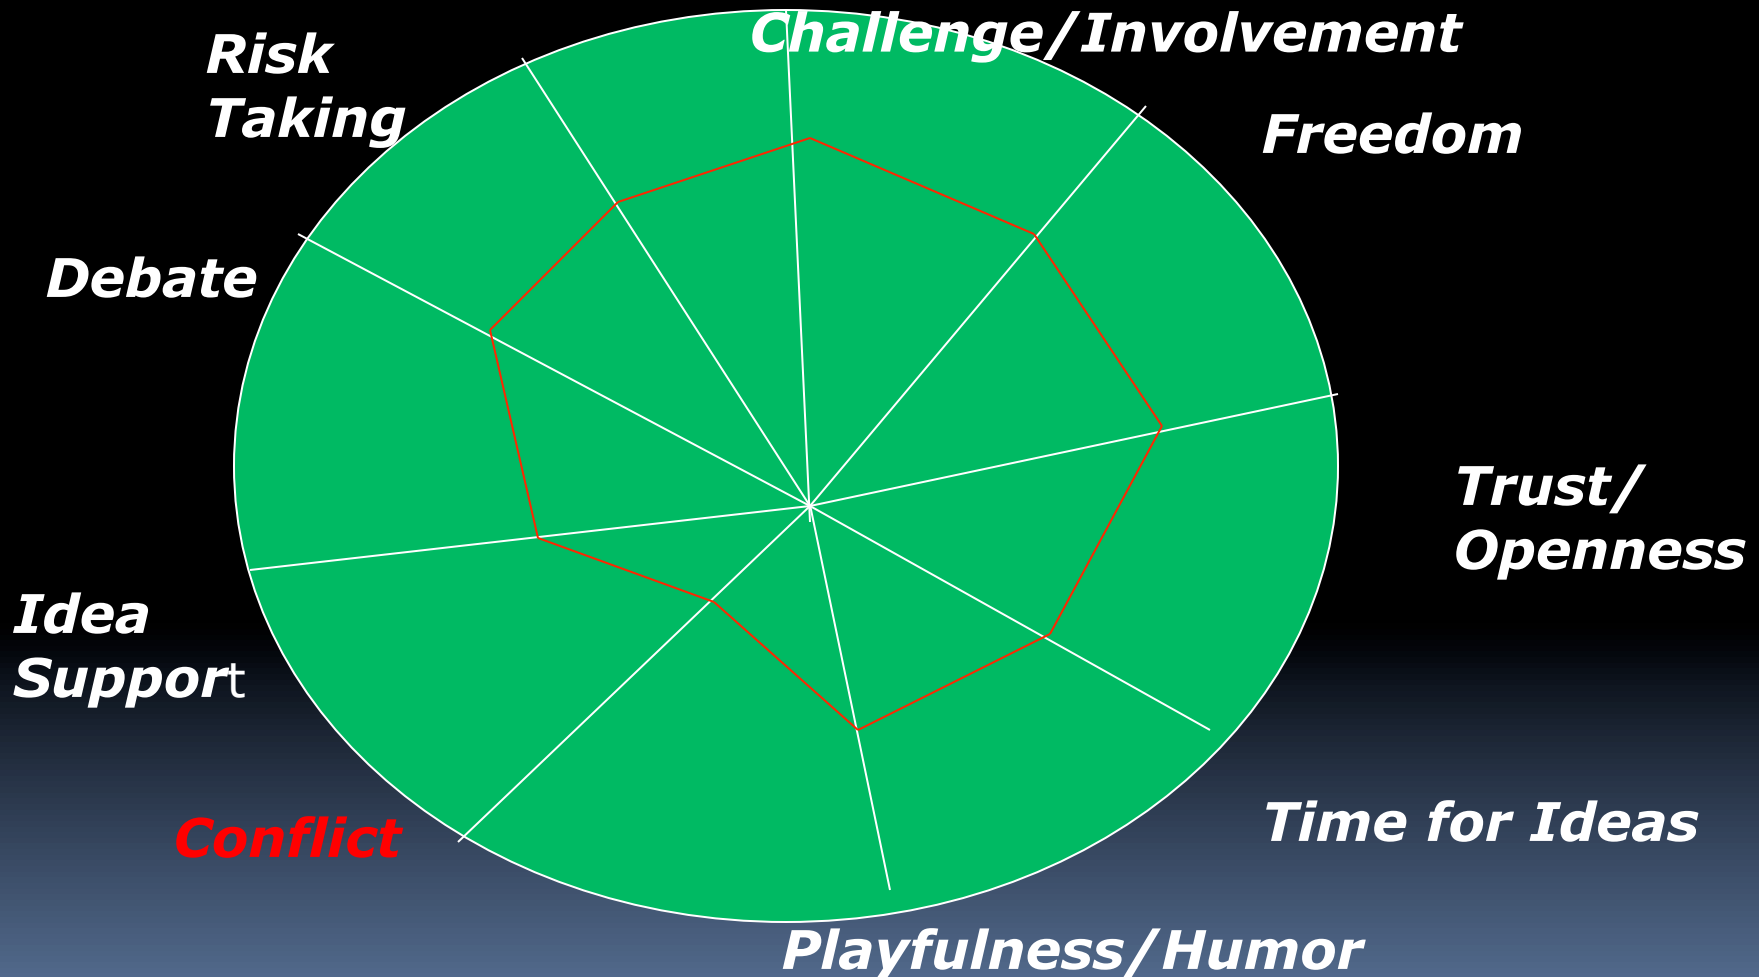 Challenge/Involvement
Risk
Taking
Freedom
Debate
Trust/
Openness
Idea
Support
Conflict
Time for Ideas
Playfulness/Humor